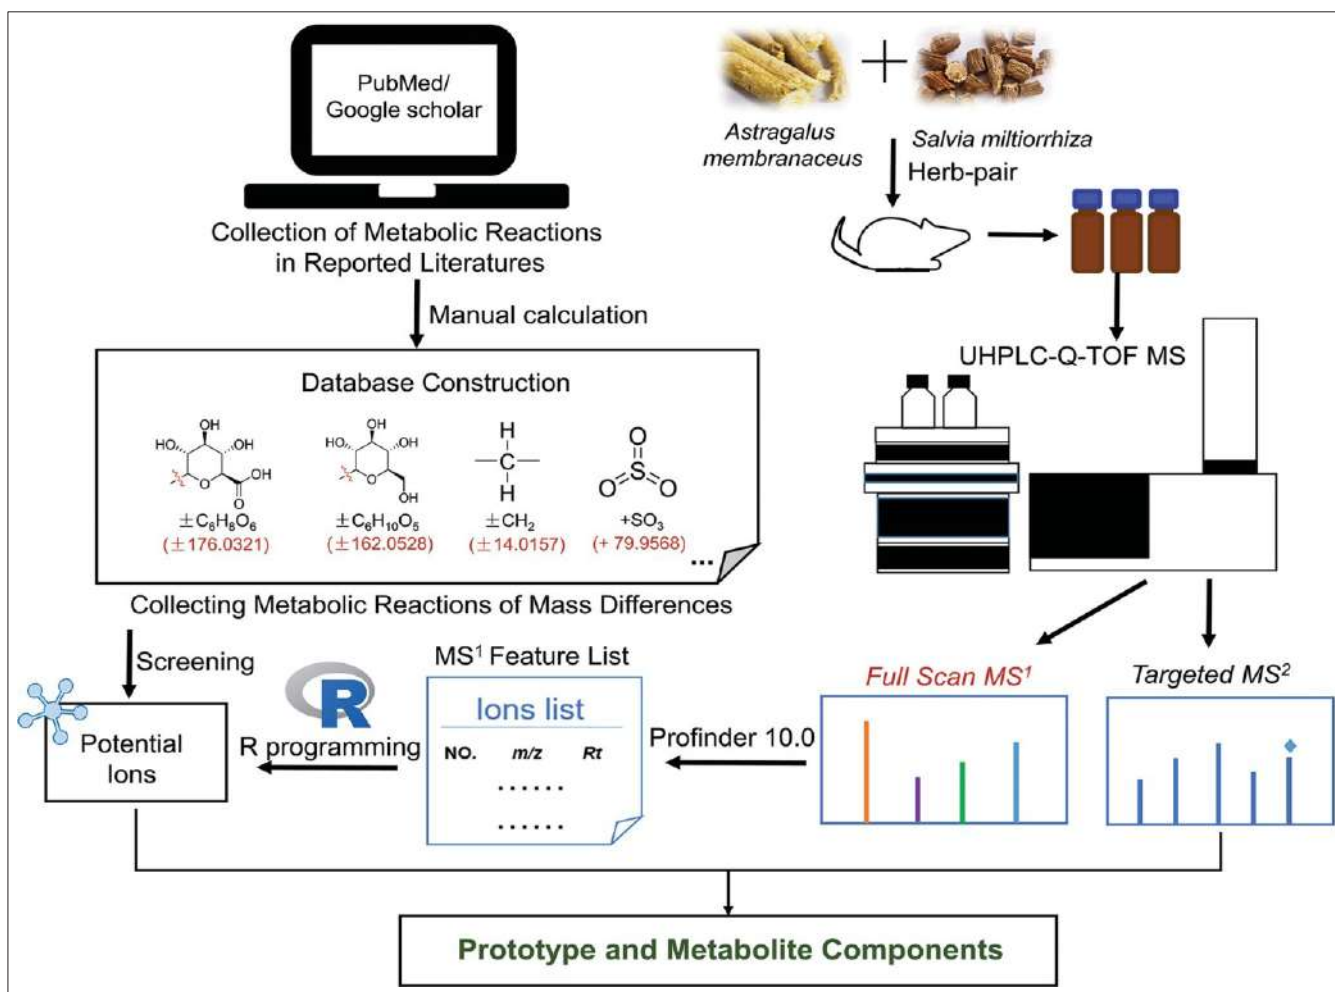 PubMed/
Google scholar
Collection of Metabolic Reactions
in Reported Literatures
Manual calculation
Database Construction
OH
HO
OH
HO
O
OH
O
±C6H8O6
(±176.0321)
OH
HO
OH
HO
O
OH
±C6H10O5
(±162.0528)
H
C
H
±CH2
(±14.0157)
O
S
O
O
+SO3
(+ 79.9568)
...
Collecting Metabolic Reactions of Mass Differences
Screening
Potential
Ions
R
R programming
MS¹ Feature List
Ions list
NO. m/z Rt
......
......
Profinder 10.0
Astragalus
membranaceus
Salvia miltiorrhiza
Herb-pair
UHPLC-Q-TOF MS
Full Scan MS¹
Targeted MS²
Prototype and Metabolite Components